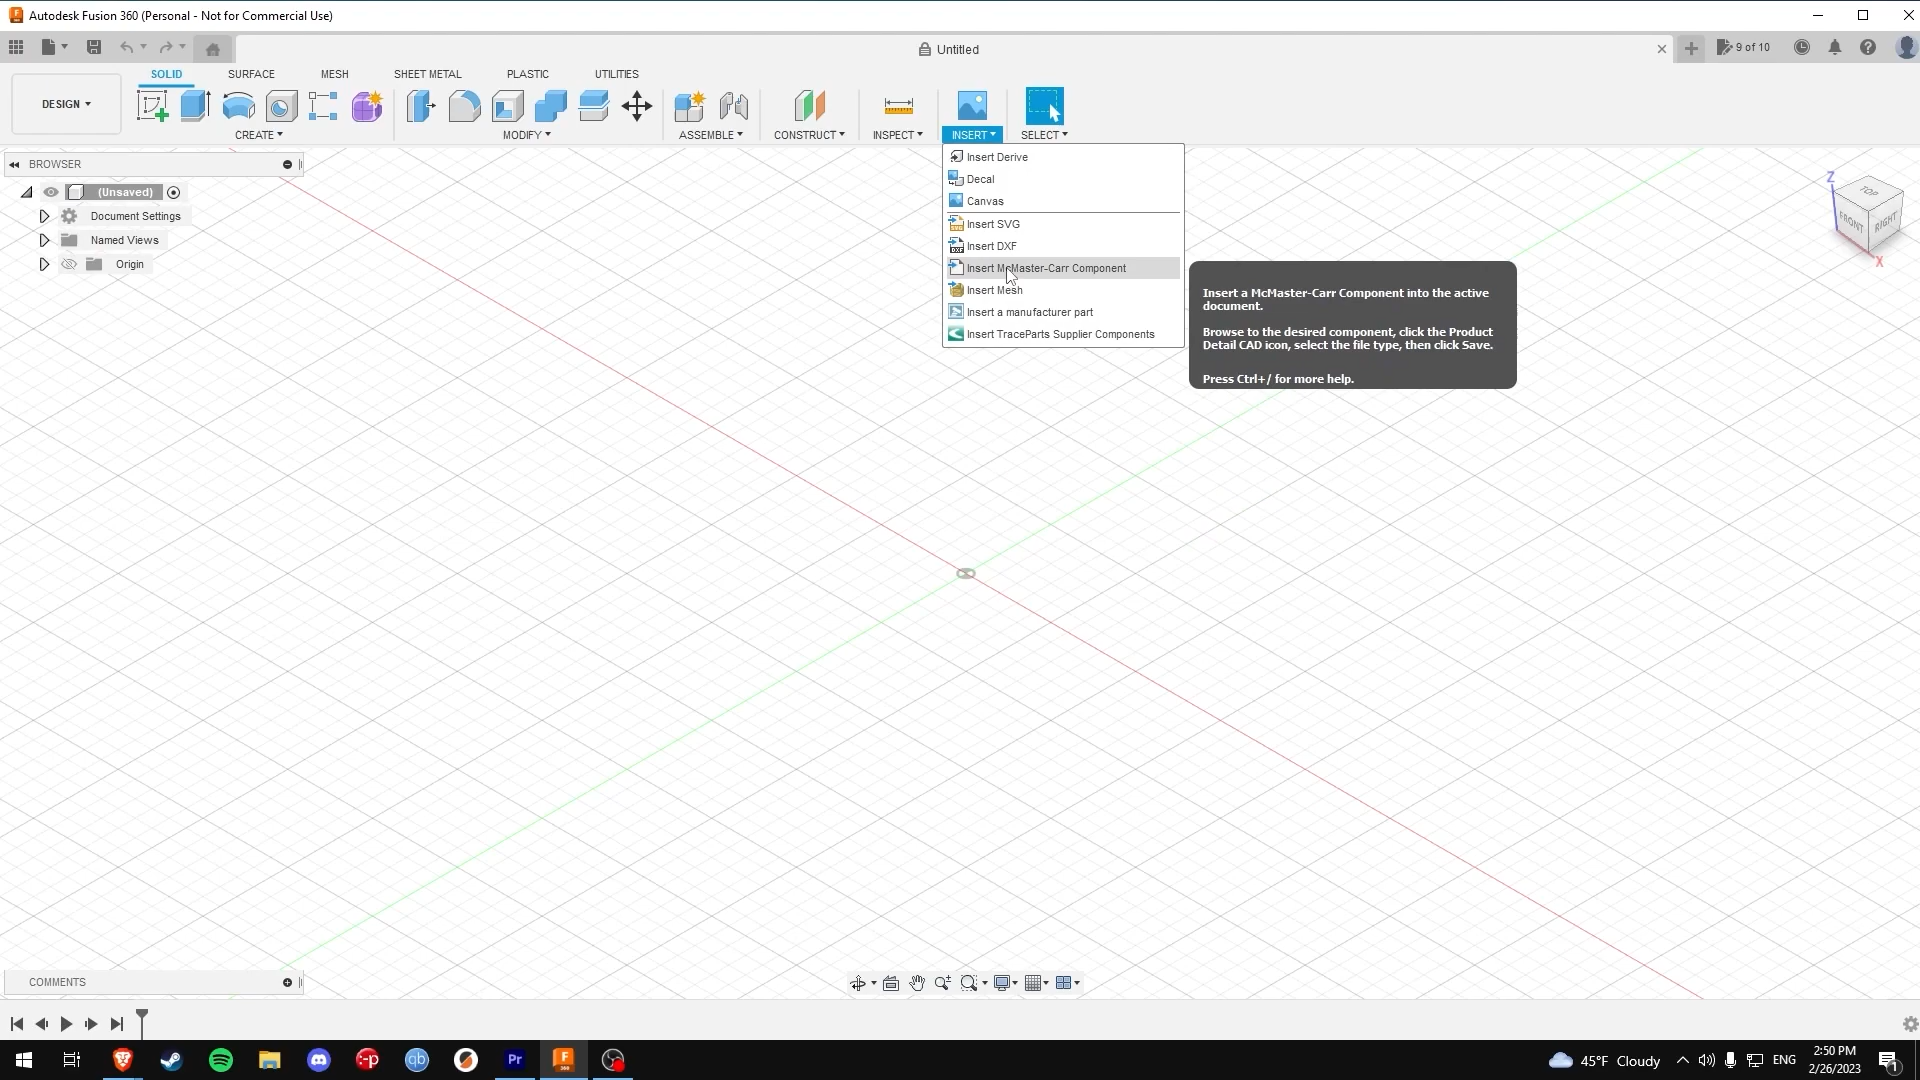 Autodesk Fusion 360 (Personal - Not for Commercial Use)
Untitled
9 of 10
SOLID SURFACE MESH SHEET METAL PLASTIC UTILITIES
DESIGN
CREATE MODIFY ASSEMBLE CONSTRUCT INSPECT INSERT SELECT
BROWSER
(Unsaved)
Document Settings
Named Views
Origin
Insert Derive
Decal
Canvas
Insert SVG
Insert DXF
Insert McMaster-Carr Component
Insert Mesh
Insert a manufacturer part
Insert TraceParts Supplier Components
Insert a McMaster-Carr Component into the active
document.
Browse to the desired component, click the Product
Detail CAD icon, select the file type, then click Save.
Press Ctrl+/ for more help.
Z
TOP
FRONT
RIGHT
X
COMMENTS
:-p
qb
Pr
F
360
45°F Cloudy
ENG
2:50 PM
2/26/2023
1